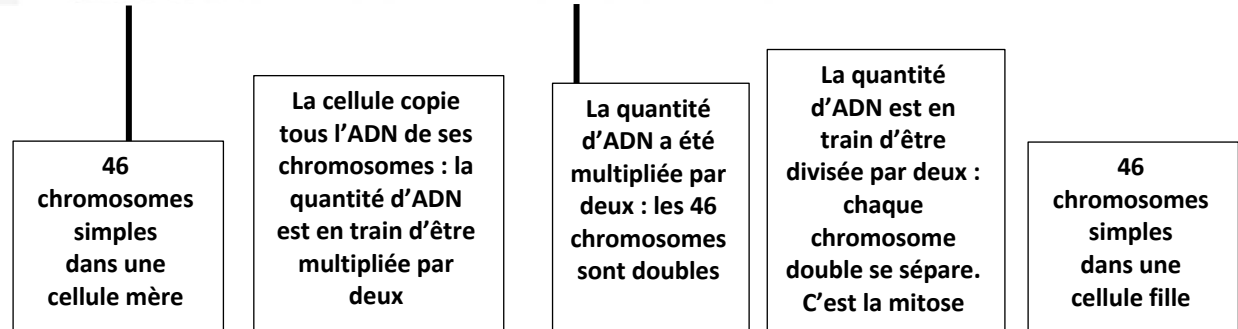 46
chromosomes
simples
dans une
cellule mère
La cellule copie
tous l’ADN de ses
chromosomes : la
quantité d’ADN
est en train d’être
multipliée par
deux
La quantité
d’ADN a été
multipliée par
deux : les 46
chromosomes
sont doubles
La quantité
d’ADN est en
train d’être
divisée par deux :
chaque
chromosome
double se sépare.
C’est la mitose
46
chromosomes
simples
dans une
cellule fille